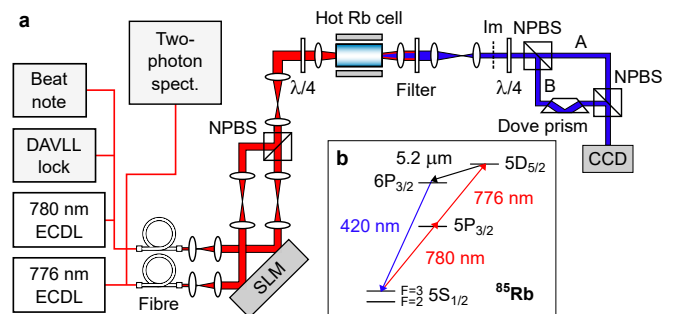 a
Hot Rb cell
Two-
photon
spect.
Beat
note
DAVLL
lock
780 nm
ECDL
776 nm
ECDL
Fibre
NPBS
SLM
λ/4
Filter
Im
λ/4
NPBS
A
B
NPBS
Dove prism
CCD
b
5.2 μm
5D5/2
6P3/2
776 nm
420 nm
5P3/2
780 nm
F=3
F=2
5S1/2
85Rb